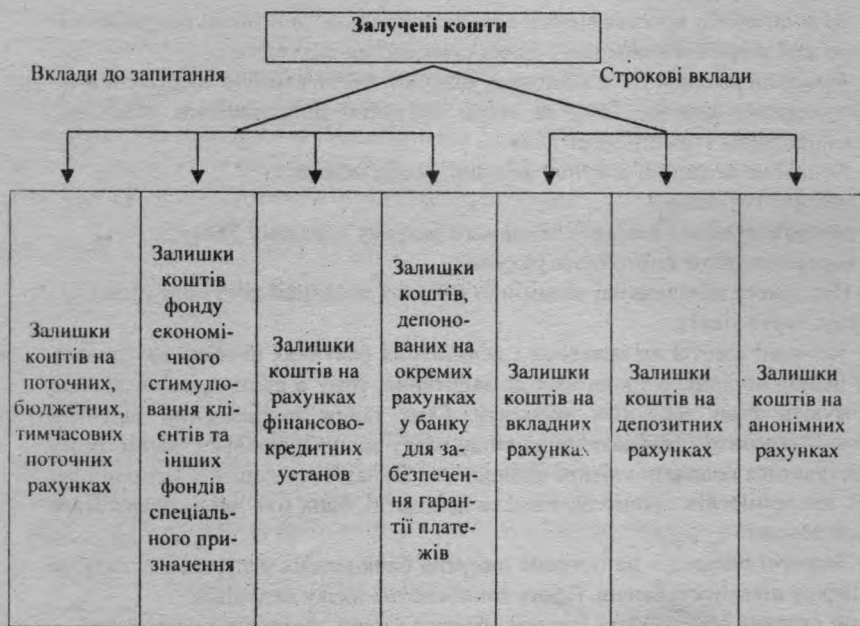 Залучені кошти
Вклади до запитання
Строкові вклади
Залишки
коштів на
поточних,
бюджетних,
тимчасових
поточних
рахунках
Залишки
коштів
фонду
економі-
чного
стимулю-
вання клі-
єнтів та
інших
фондів
спеціаль-
ного приз-
начення
Залишки
коштів на
рахунках
фінансово-
кредитних
установ
Залишки
коштів,
депоно-
ваних на
окремих
рахунках
у банку
для за-
безпечен-
ня гаран-
тії плате-
жів
Залишки
коштів на
вкладних
рахунках
Залишки
коштів на
депозитних
рахунках
Залишки
коштів на
анонімних
рахунках